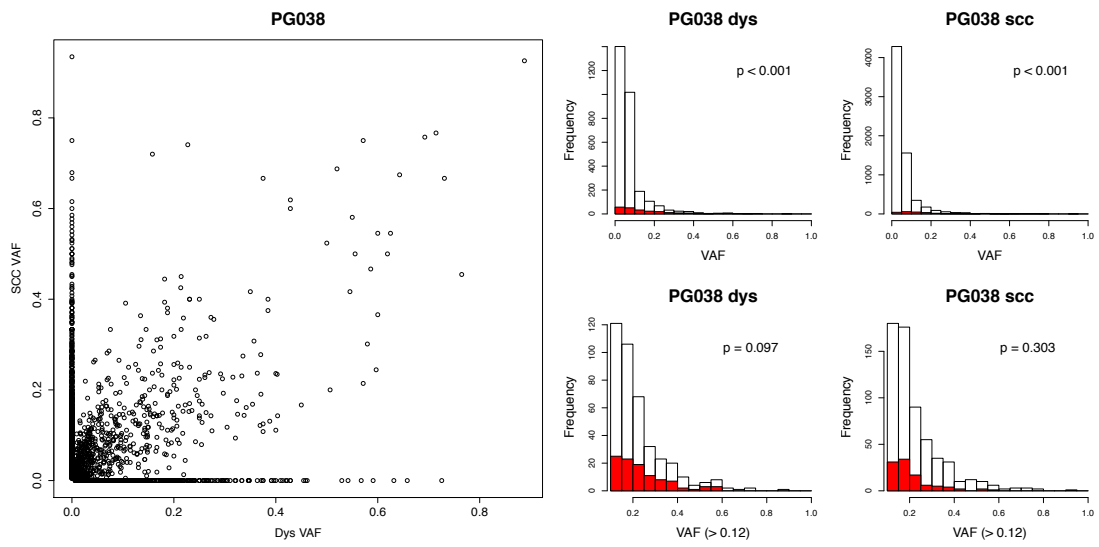 PG038
SCC VAF
0.0 0.2 0.4 0.6 0.8
0.0 0.2 0.4 0.6 0.8
Dys VAF
PG038 dys
p < 0.001
Frequency
0 200 400 600 800 1200
0.0 0.2 0.4 0.6 0.8 1.0
VAF
PG038 scc
p < 0.001
Frequency
0 1000 2000 3000 4000
0.0 0.2 0.4 0.6 0.8 1.0
VAF
PG038 dys
p = 0.097
Frequency
0 20 40 60 80 100 120
0.2 0.4 0.6 0.8 1.0
VAF (> 0.12)
PG038 scc
p = 0.303
Frequency
0 50 100 150
0.2 0.4 0.6 0.8 1.0
VAF (> 0.12)